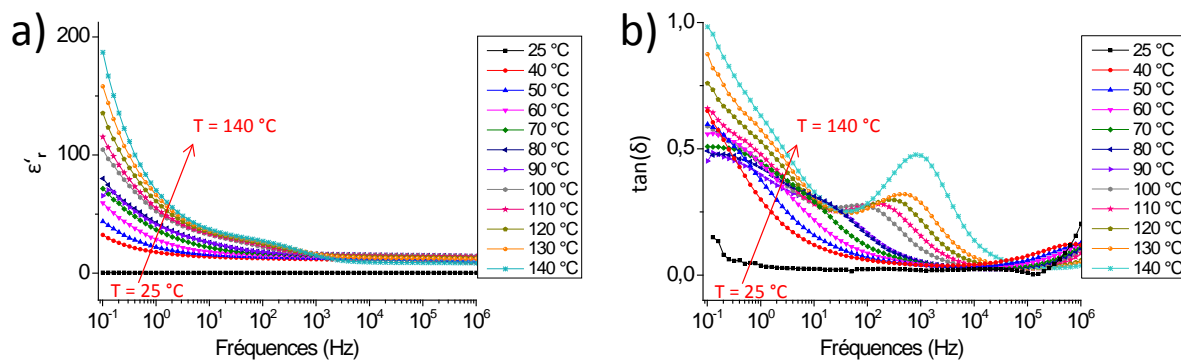 a)
200
100
0
ε'r
T = 140 °C
T = 25 °C
10-1 100 101 102 103 104 105 106
Fréquences (Hz)
25 °C
40 °C
50 °C
60 °C
70 °C
80 °C
90 °C
100 °C
110 °C
120 °C
130 °C
140 °C
b)
1,0
0,5
0,0
tan(δ)
T = 140 °C
T = 25 °C
10-1 100 101 102 103 104 105 106
Fréquences (Hz)
25 °C
40 °C
50 °C
60 °C
70 °C
80 °C
90 °C
100 °C
110 °C
120 °C
130 °C
140 °C